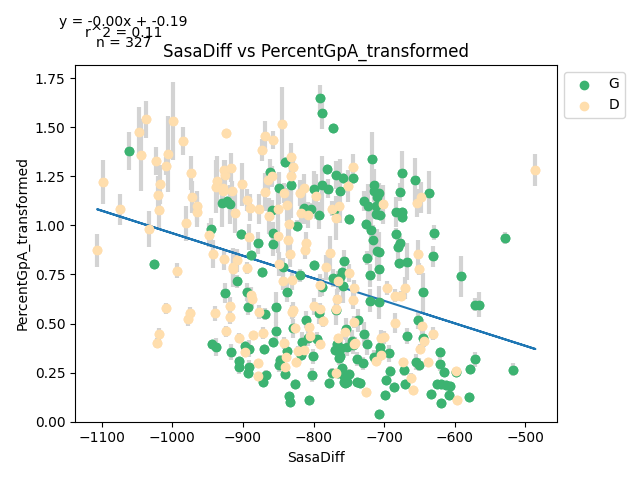 y = -0.00x + -0.19
r^2 = 0.11
n = 327
SasaDiff vs PercentGpA_transformed
G
D
PercentGpA_transformed
1.75
1.50
1.25
1.00
0.75
0.50
0.25
0.00
−1100 −1000 −900 −800 −700 −600 −500
SasaDiff